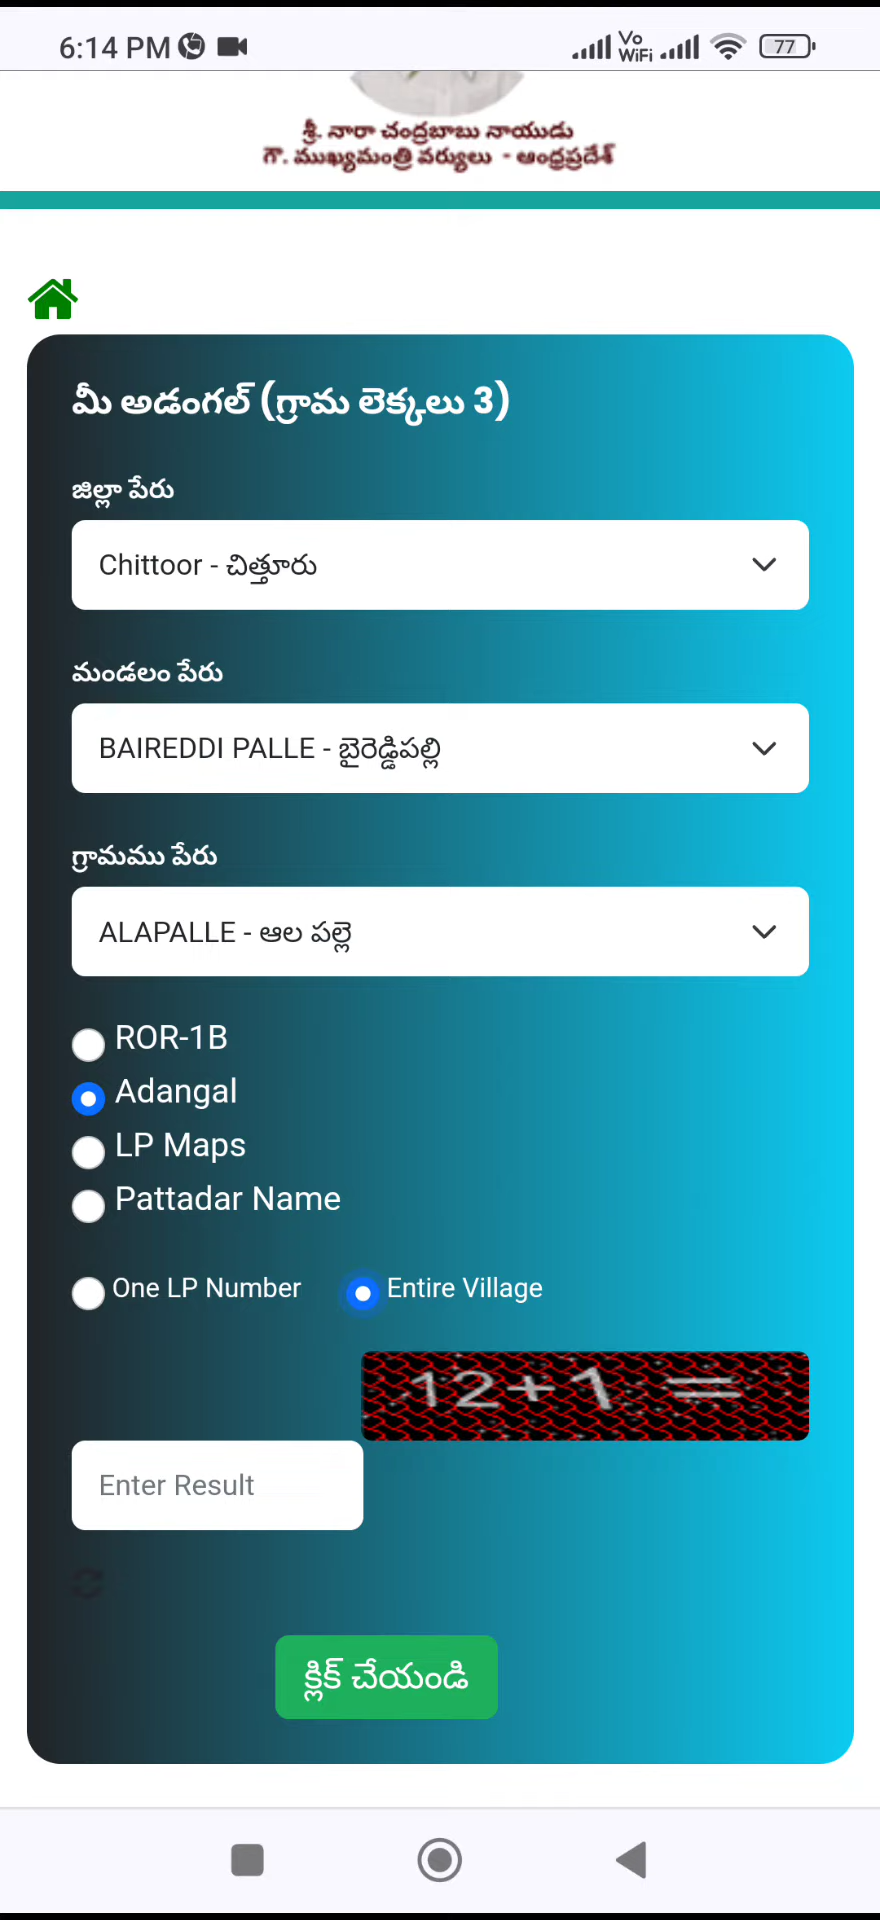 6:14 PM
Vo
WiFi
77
శ్రీ. నారా చంద్రబాబు నాయుడు
గౌ. ముఖ్యమంత్రి వర్యులు - ఆంధ్రప్రదేశ్
మీ అడంగల్ (గ్రామ లెక్కలు 3)
జిల్లా పేరు
Chittoor - చిత్తూరు
మండలం పేరు
BAIREDDI PALLE - బైరెడ్డిపల్లి
గ్రామము పేరు
ALAPALLE - ఆల పల్లె
ROR-1B
Adangal
LP Maps
Pattadar Name
One LP Number Entire Village
12+1 =
Enter Result
క్లిక్ చేయండి